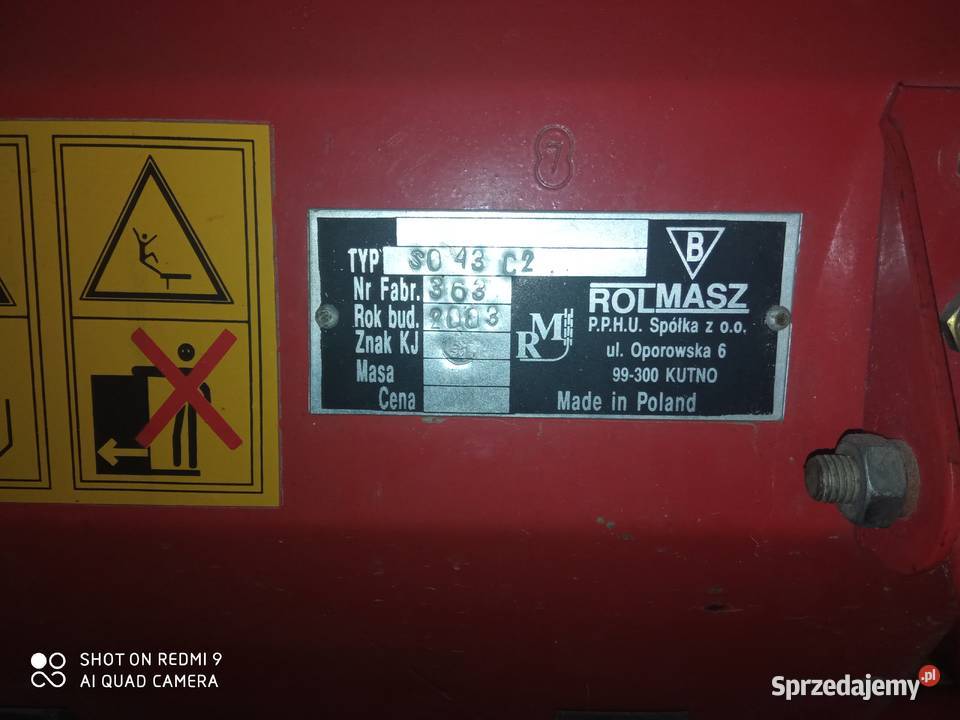 7
TYP SO 43 C2
Nr Fabr. 363
Rok bud. 2003
Znak KJ
Masa
Cena
RM
B
ROLMASZ
P.P.H.U. Spółka z o.o.
ul. Oporowska 6
99-300 KUTNO
Made in Poland
SHOT ON REDMI 9
AI QUAD CAMERA
Sprzedajemy.pl